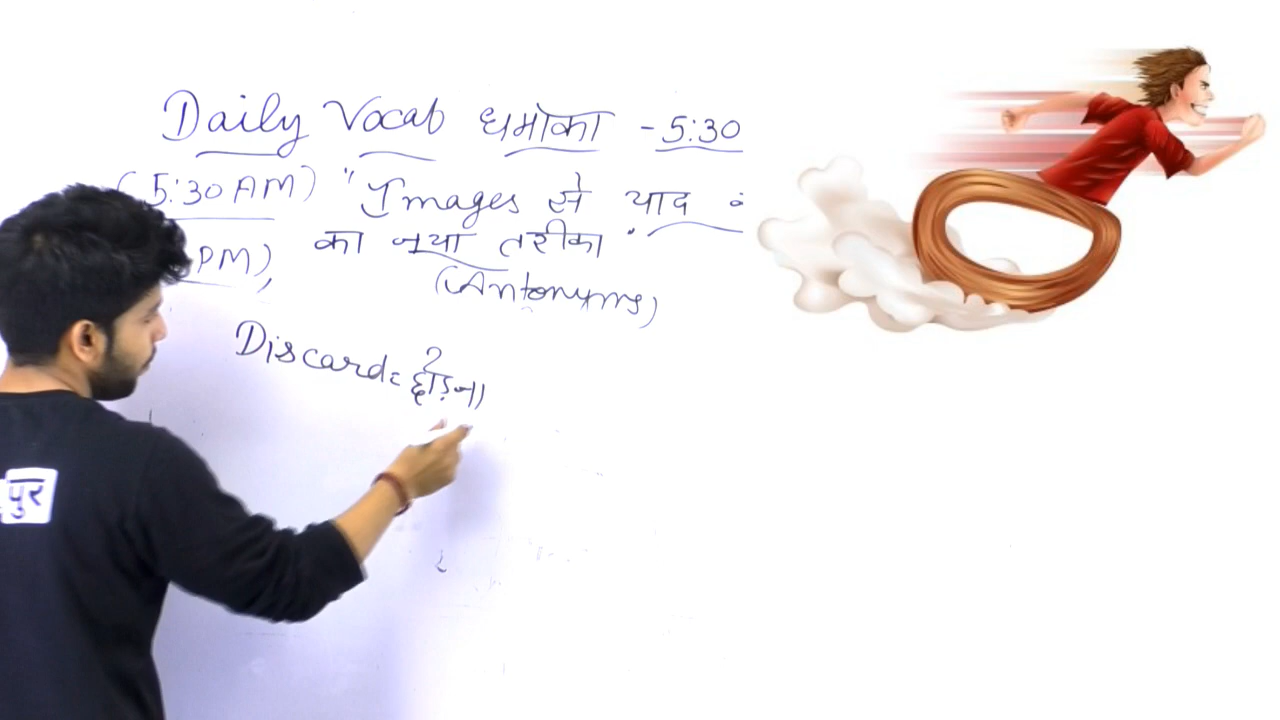 Daily Vocab धमाका - 5:30
(5:30 AM) "Images से याद
PM), का नया तरीका"
(Antonyms)
Discard = छोड़ना
पुर